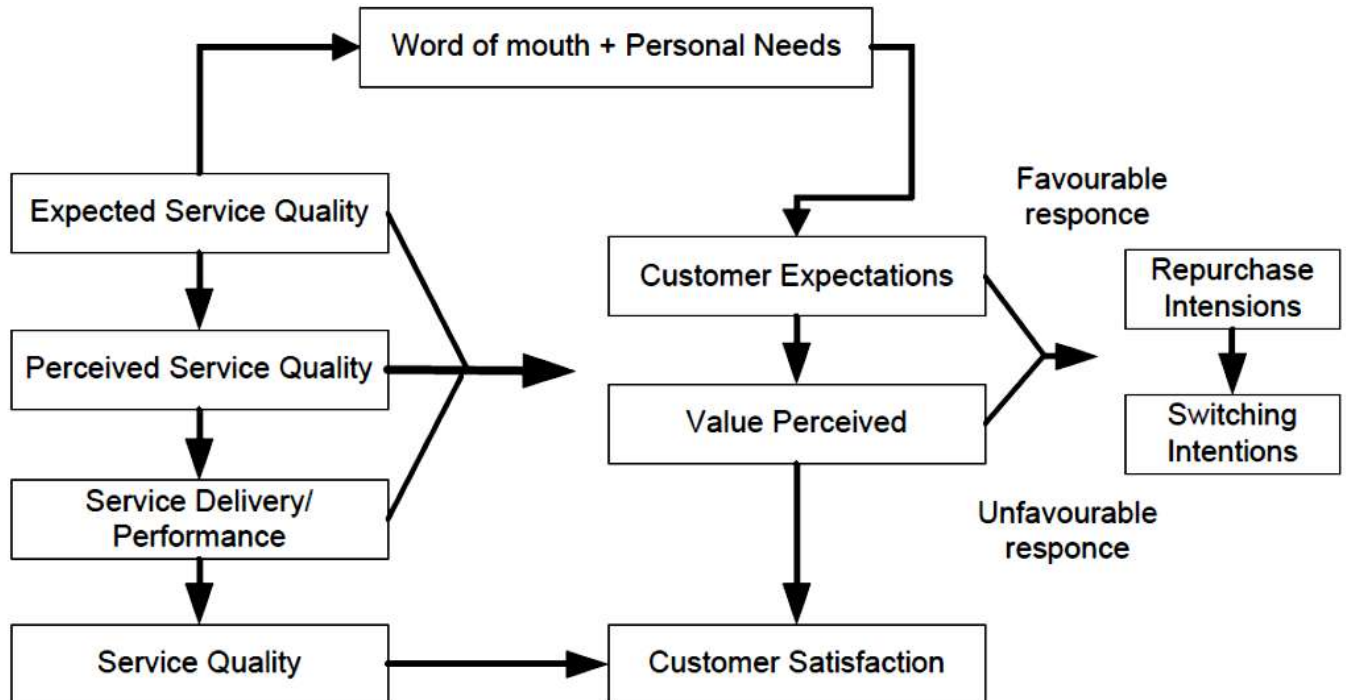 Word of mouth + Personal Needs
Expected Service Quality
Perceived Service Quality
Service Delivery/
Performance
Service Quality
Customer Expectations
Value Perceived
Customer Satisfaction
Favourable
responce
Unfavourable
responce
Repurchase
Intensions
Switching
Intentions